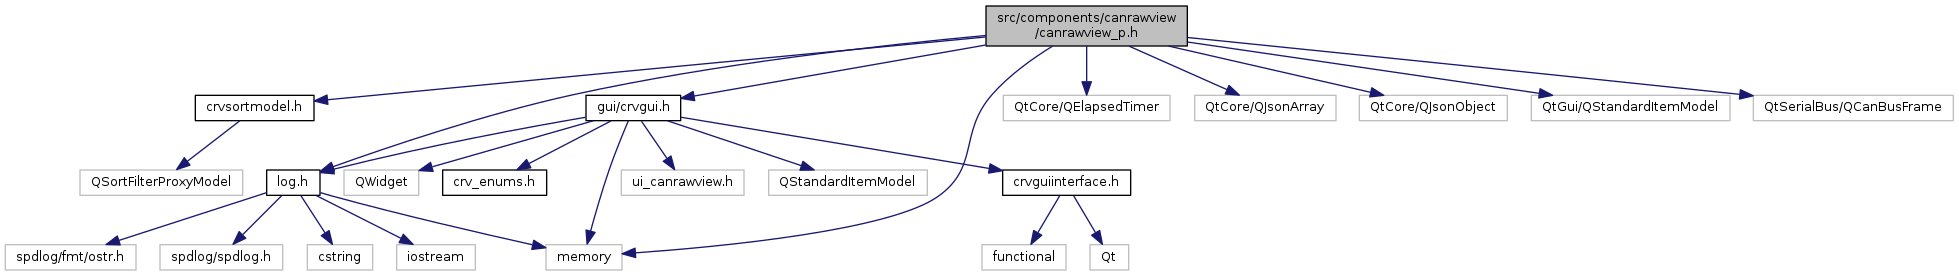 src/components/canrawview
/canrawview_p.h
crvsortmodel.h
gui/crvgui.h
QtCore/QElapsedTimer
QtCore/QJsonArray
QtCore/QJsonObject
QtGui/QStandardItemModel
QtSerialBus/QCanBusFrame
QSortFilterProxyModel
log.h
QWidget
crv_enums.h
ui_canrawview.h
QStandardItemModel
crvguiinterface.h
spdlog/fmt/ostr.h
spdlog/spdlog.h
cstring
iostream
memory
functional
Qt